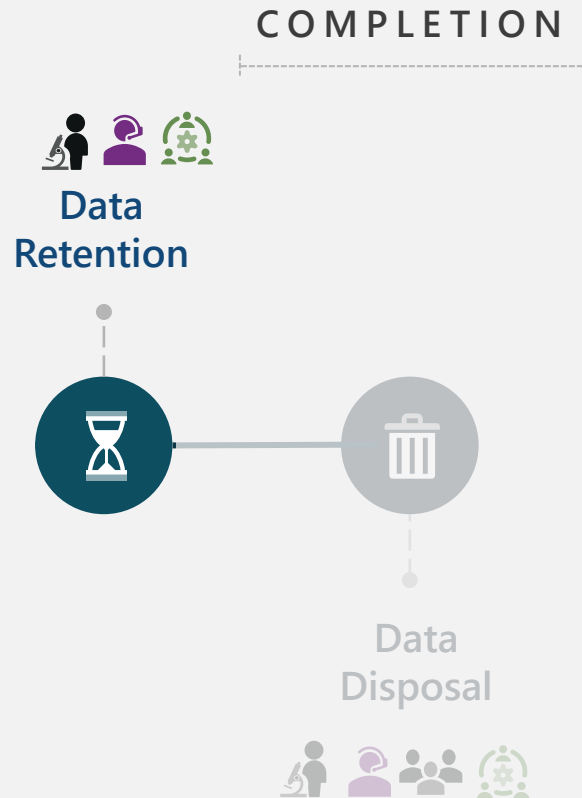 COMPLETION
Data
Retention
Data
Disposal